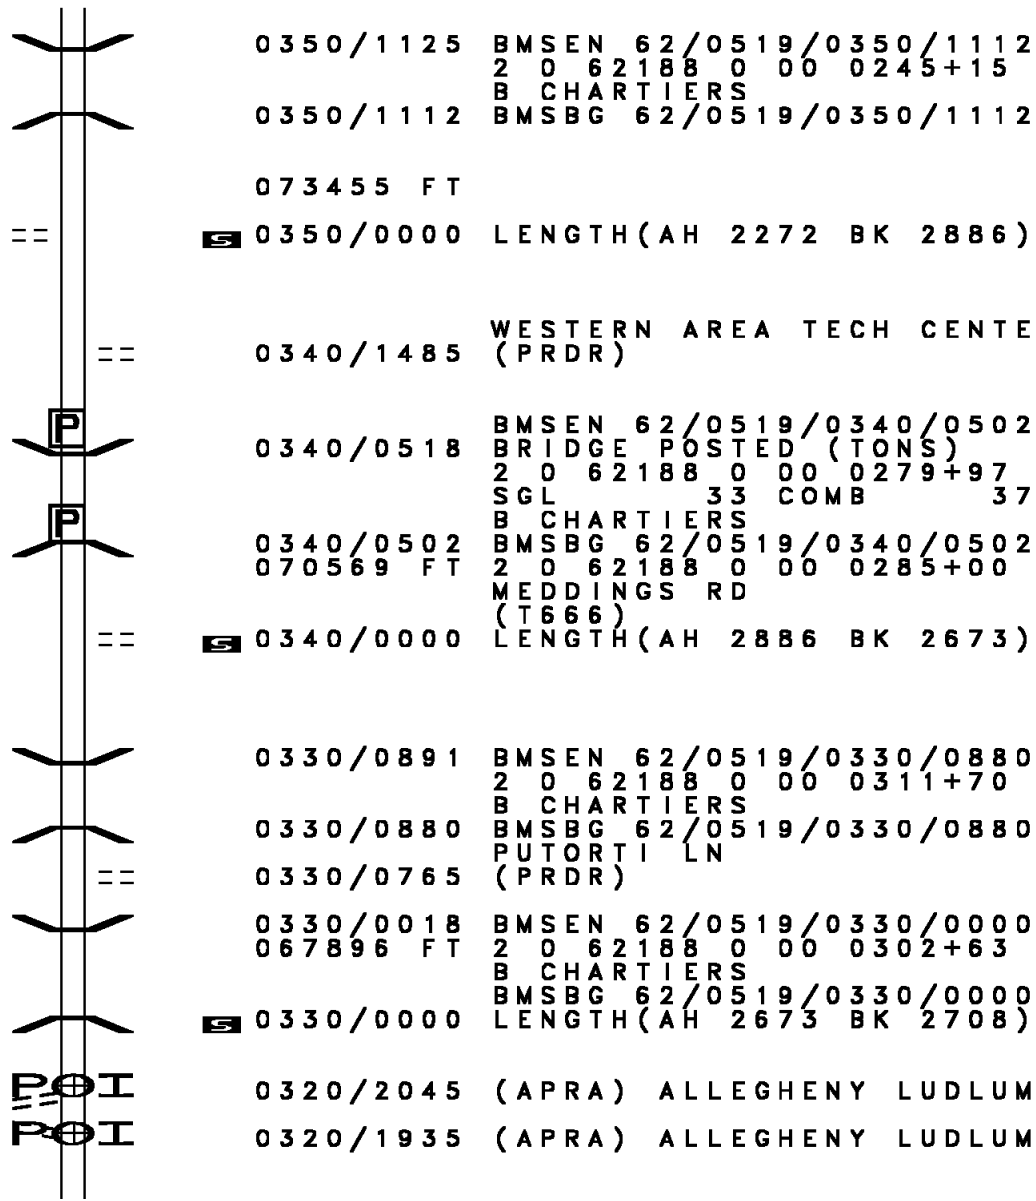 0350/1125 BMSEN 62/0519/0350/1112
2 0 62188 0 00 0245+15
B CHARTIERS
0350/1112 BMSBG 62/0519/0350/1112
073455 FT
S 0350/0000 LENGTH(AH 2272 BK 2886)
WESTERN AREA TECH CENTE
0340/1485 (PRDR)
P
BMSEN 62/0519/0340/0502
0340/0518 BRIDGE POSTED (TONS)
2 0 62188 0 00 0279+97
SGL 33 COMB 37
P
B CHARTIERS
0340/0502 BMSBG 62/0519/0340/0502
070569 FT 2 0 62188 0 00 0285+00
MEDDINGS RD
(T666)
S 0340/0000 LENGTH(AH 2886 BK 2673)
0330/0891 BMSEN 62/0519/0330/0880
2 0 62188 0 00 0311+70
B CHARTIERS
0330/0880 BMSBG 62/0519/0330/0880
PUTORTI LN
0330/0765 (PRDR)
0330/0018 BMSEN 62/0519/0330/0000
067896 FT 2 0 62188 0 00 0302+63
B CHARTIERS
BMSBG 62/0519/0330/0000
S 0330/0000 LENGTH(AH 2673 BK 2708)
POI 0320/2045 (APRA) ALLEGHENY LUDLUM
POI 0320/1935 (APRA) ALLEGHENY LUDLUM